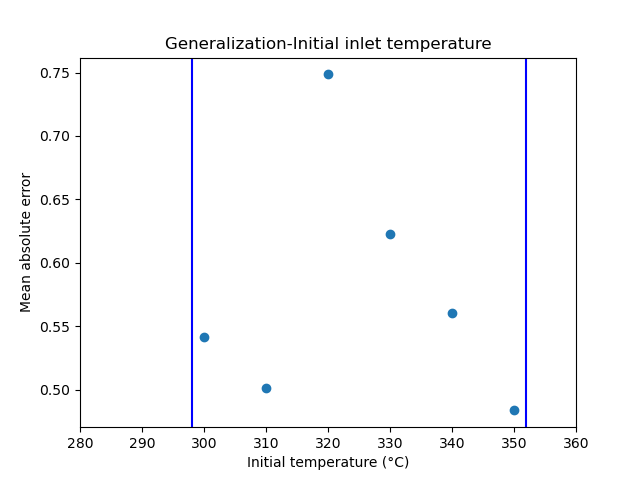 Generalization-Initial inlet temperature
0.75
0.70
0.65
0.60
0.55
0.50
Mean absolute error
280 290 300 310 320 330 340 350 360
Initial temperature (°C)